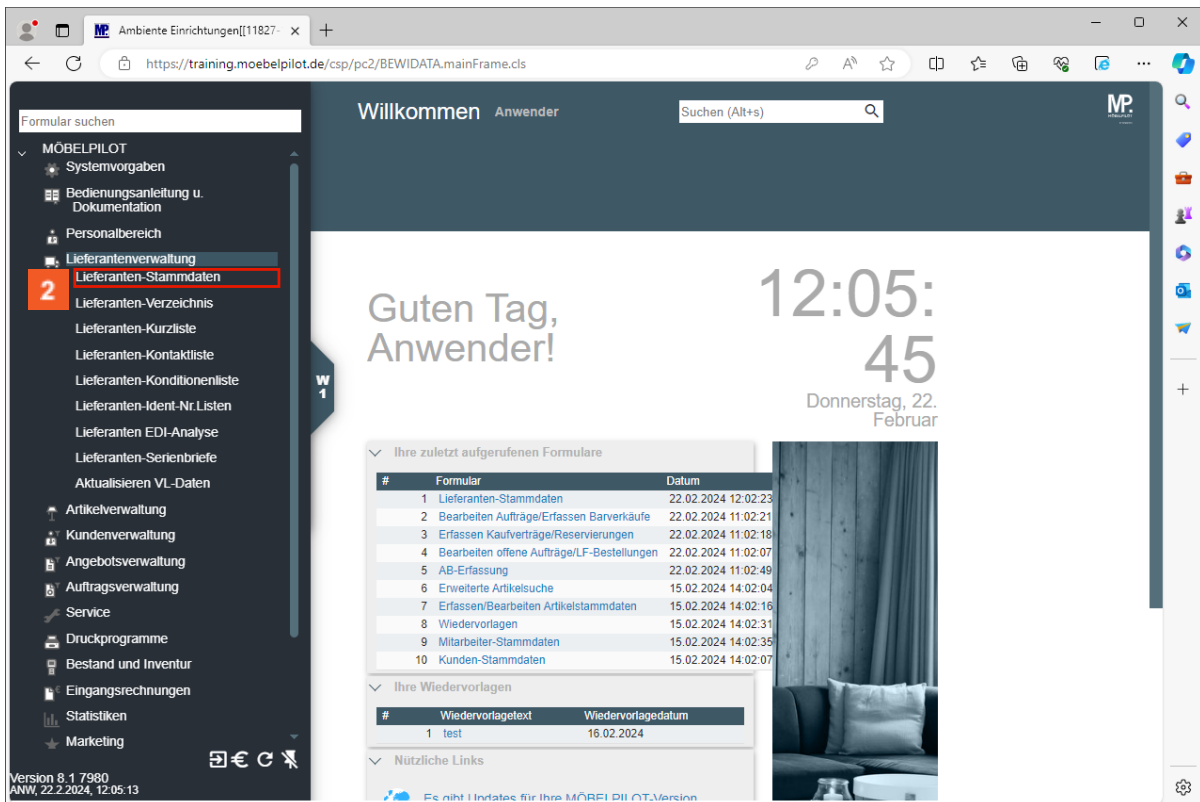 MP Ambiente Einrichtungen[[11827-
https://training.moebelpilot.de/csp/pc2/BEWIDATA.mainFrame.cls
Formular suchen
MÖBELPILOT
Systemvorgaben
Bedienungsanleitung u.
Dokumentation
Personalbereich
Lieferantenverwaltung
2
Lieferanten-Stammdaten
Lieferanten-Verzeichnis
Lieferanten-Kurzliste
Lieferanten-Kontaktliste
Lieferanten-Konditionenliste
Lieferanten-Ident-Nr.Listen
Lieferanten EDI-Analyse
Lieferanten-Serienbriefe
Aktualisieren VL-Daten
Artikelverwaltung
Kundenverwaltung
Angebotsverwaltung
Auftragsverwaltung
Service
Druckprogramme
Bestand und Inventur
Eingangsrechnungen
Statistiken
Marketing
Version 8.1 7980
ANW, 22.2.2024, 12:05:13
W
1
Willkommen Anwender
Suchen (Alt+s)
MP.
MÖBELPILOT
Guten Tag,
Anwender!
12:05:
45
Donnerstag, 22.
Februar
Ihre zuletzt aufgerufenen Formulare
# Formular Datum
1 Lieferanten-Stammdaten 22.02.2024 12:02:23
2 Bearbeiten Aufträge/Erfassen Barverkäufe 22.02.2024 11:02:21
3 Erfassen Kaufverträge/Reservierungen 22.02.2024 11:02:18
4 Bearbeiten offene Aufträge/LF-Bestellungen 22.02.2024 11:02:07
5 AB-Erfassung 22.02.2024 11:02:49
6 Erweiterte Artikelsuche 15.02.2024 14:02:04
7 Erfassen/Bearbeiten Artikelstammdaten 15.02.2024 14:02:16
8 Wiedervorlagen 15.02.2024 14:02:31
9 Mitarbeiter-Stammdaten 15.02.2024 14:02:35
10 Kunden-Stammdaten 15.02.2024 14:02:07
Ihre Wiedervorlagen
# Wiedervorlagetext Wiedervorlagedatum
1 test 16.02.2024
Nützliche Links
Es gibt Updates für Ihre MÖBELPILOT-Version